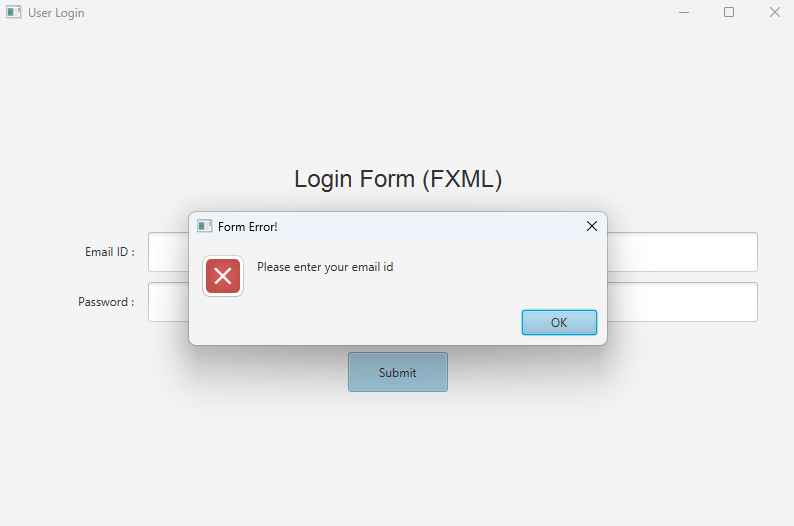 User Login
Login Form (FXML)
Form Error!
Email ID :
Please enter your email id
Password :
OK
Submit